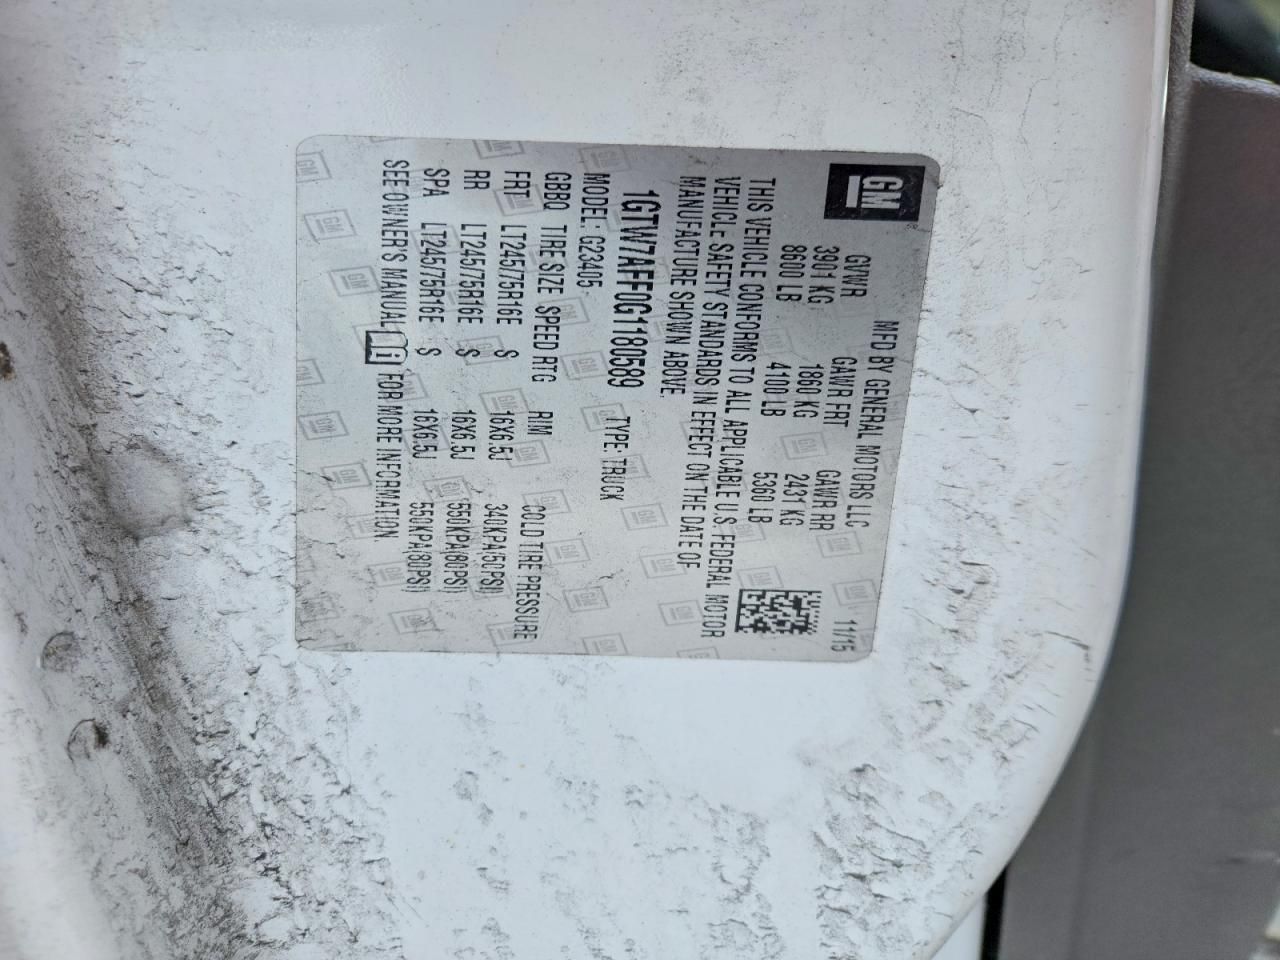 GM
MFD BY GENERAL MOTORS LLC
11/15
GVWR GAWR FRT GAWR RR
3901 KG 1860 KG 2431 KG
8600 LB 4100 LB 5360 LB
THIS VEHICLE CONFORMS TO ALL APPLICABLE U.S. FEDERAL MOTOR
VEHICLE SAFETY STANDARDS IN EFFECT ON THE DATE OF
MANUFACTURE SHOWN ABOVE.
1GTW7AFF0G1180589 TYPE: TRUCK
MODEL: G23405
GBBQ TIRE SIZE SPEED RTG RIM COLD TIRE PRESSURE
FRT LT245/75R16E S 16X6.5J 340KPA(50PSI)
RR LT245/75R16E S 16X6.5J 550KPA(80PSI)
SPA LT245/75R16E S 16X6.5J 550KPA(80PSI)
SEE OWNER'S MANUAL FOR MORE INFORMATION.